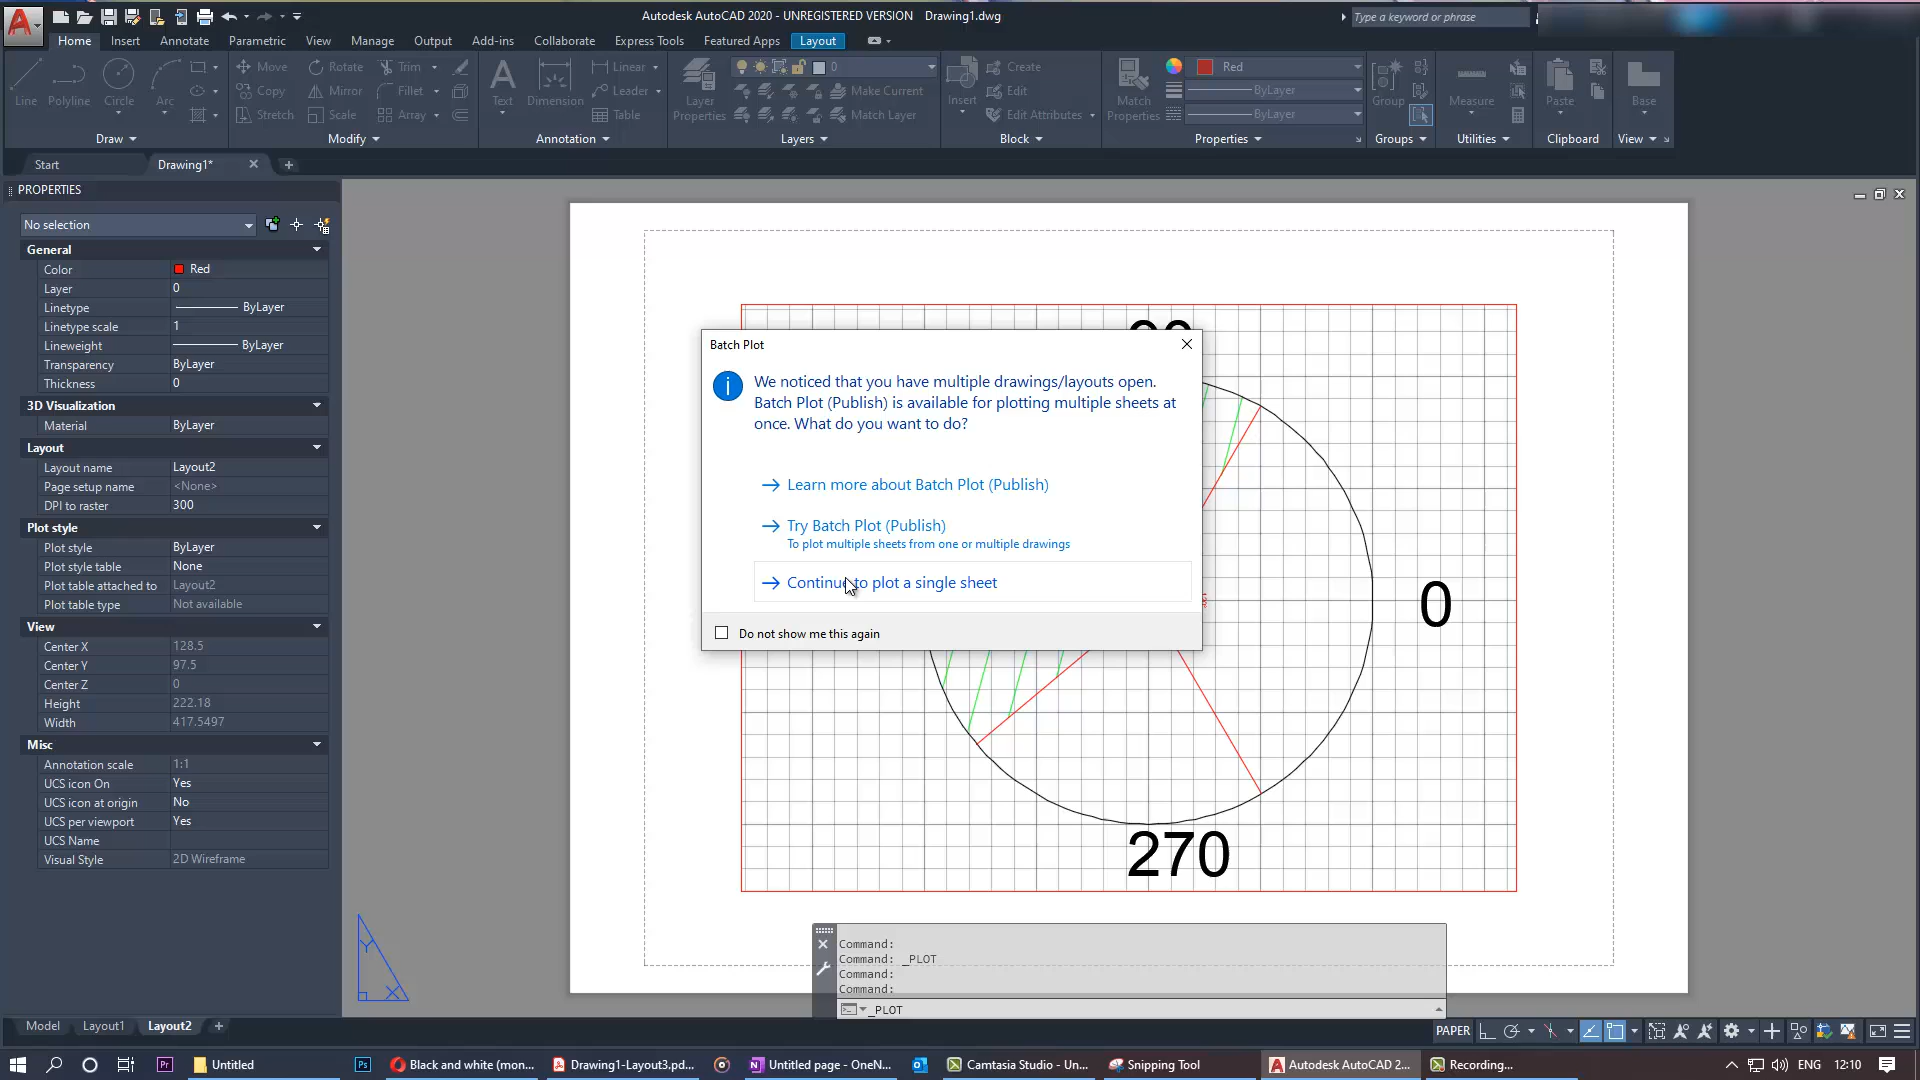 Autodesk AutoCAD 2020 - UNREGISTERED VERSION    Drawing1.dwg
Type a keyword or phrase
Home Insert Annotate Parametric View Manage Output Add-ins Collaborate Express Tools Featured Apps Layout
Line Polyline Circle Arc
Move Rotate Trim
Copy Mirror Fillet
Stretch Scale Array
Text Dimension
Linear
Leader
Table
Layer
Properties
0
Make Current
Match Layer
Insert
Create
Edit
Edit Attributes
Match
Properties
Red
ByLayer
ByLayer
Group
Measure
Paste
Base
Draw Modify Annotation Layers Block Properties Groups Utilities Clipboard View
Start Drawing1*
PROPERTIES
No selection
General
Color Red
Layer 0
Linetype ByLayer
Linetype scale 1
Lineweight ByLayer
Transparency ByLayer
Thickness 0
3D Visualization
Material ByLayer
Layout
Layout name Layout2
Page setup name <None>
DPI to raster 300
Plot style
Plot style ByLayer
Plot style table None
Plot table attached to Layout2
Plot table type Not available
View
Center X 128.5
Center Y 97.5
Center Z 0
Height 222.18
Width 417.5497
Misc
Annotation scale 1:1
UCS icon On Yes
UCS icon at origin No
UCS per viewport Yes
UCS Name
Visual Style 2D Wireframe
Batch Plot
We noticed that you have multiple drawings/layouts open.
Batch Plot (Publish) is available for plotting multiple sheets at
once. What do you want to do?
Learn more about Batch Plot (Publish)
Try Batch Plot (Publish)
To plot multiple sheets from one or multiple drawings
Continue to plot a single sheet
Do not show me this again
0
270
Y
X
Command:
Command: _PLOT
Command:
Command:
_PLOT
Model Layout1 Layout2
PAPER
Pr
Untitled
Ps
Black and white (mon...
Drawing1-Layout3.pd...
Untitled page - OneN...
Camtasia Studio - Un...
Snipping Tool
Autodesk AutoCAD 2...
Recording...
ENG
12:10